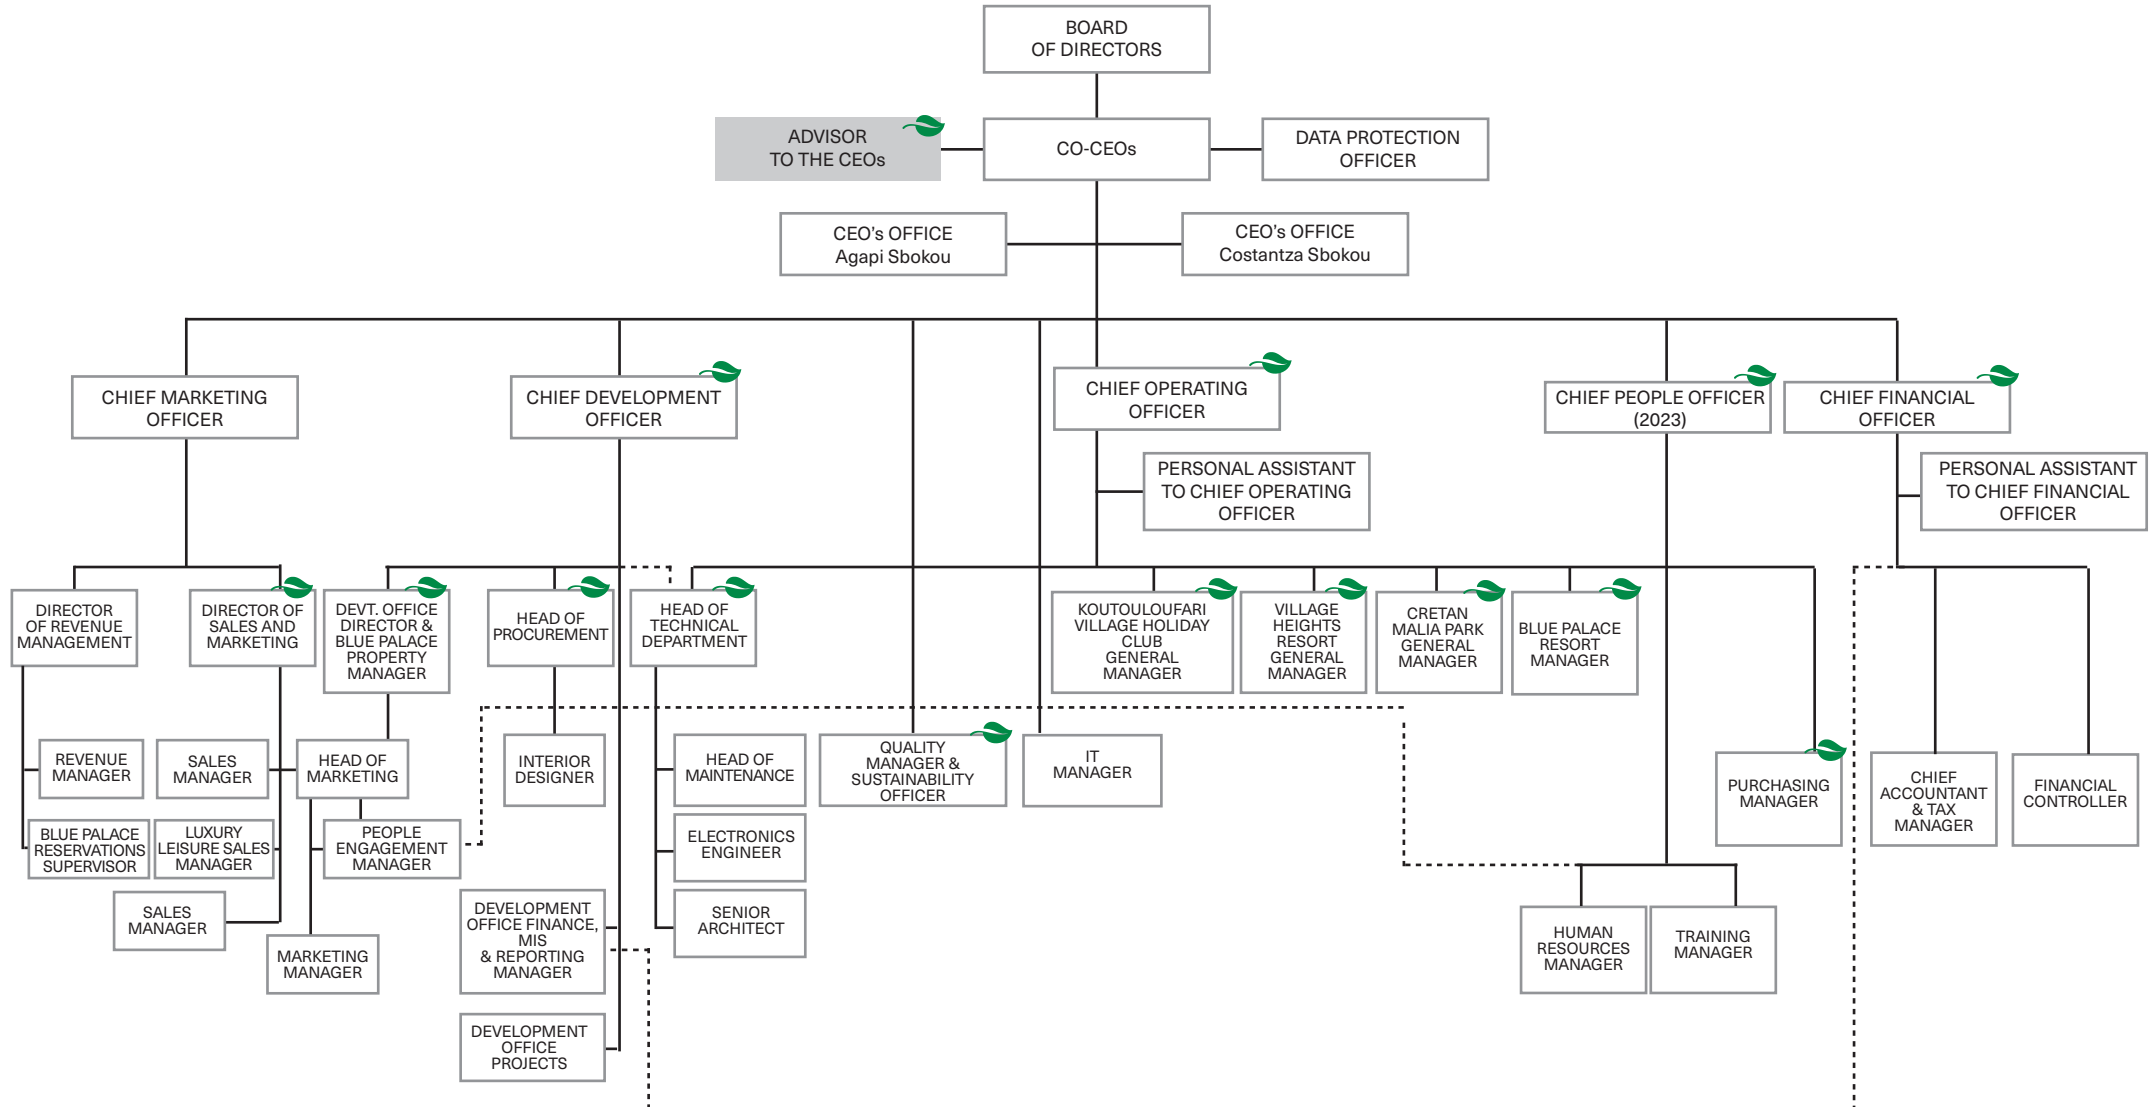 BOARD
OF DIRECTORS
ADVISOR
TO THE CEOs
CO-CEOs
DATA PROTECTION
OFFICER
CEO's OFFICE
Agapi Sbokou
CEO's OFFICE
Costantza Sbokou
CHIEF MARKETING
OFFICER
CHIEF DEVELOPMENT
OFFICER
CHIEF OPERATING
OFFICER
CHIEF PEOPLE OFFICER
(2023)
CHIEF FINANCIAL
OFFICER
PERSONAL ASSISTANT
TO CHIEF OPERATING
OFFICER
PERSONAL ASSISTANT
TO CHIEF FINANCIAL
OFFICER
DIRECTOR
OF REVENUE
MANAGEMENT
DIRECTOR OF
SALES AND
MARKETING
DEVT. OFFICE
DIRECTOR &
BLUE PALACE
PROPERTY
MANAGER
HEAD OF
PROCUREMENT
HEAD OF
TECHNICAL
DEPARTMENT
KOUTOULOUFARI
VILLAGE HOLIDAY
CLUB
GENERAL
MANAGER
VILLAGE
HEIGHTS
RESORT
GENERAL
MANAGER
CRETAN
MALIA PARK
GENERAL
MANAGER
BLUE PALACE
RESORT
MANAGER
REVENUE
MANAGER
SALES
MANAGER
HEAD OF
MARKETING
INTERIOR
DESIGNER
HEAD OF
MAINTENANCE
QUALITY
MANAGER &
SUSTAINABILITY
OFFICER
IT
MANAGER
PURCHASING
MANAGER
CHIEF
ACCOUNTANT
& TAX
MANAGER
FINANCIAL
CONTROLLER
BLUE PALACE
RESERVATIONS
SUPERVISOR
LUXURY
LEISURE SALES
MANAGER
PEOPLE
ENGAGEMENT
MANAGER
ELECTRONICS
ENGINEER
SALES
MANAGER
MARKETING
MANAGER
DEVELOPMENT
OFFICE FINANCE,
MIS
& REPORTING
MANAGER
SENIOR
ARCHITECT
HUMAN
RESOURCES
MANAGER
TRAINING
MANAGER
DEVELOPMENT
OFFICE
PROJECTS